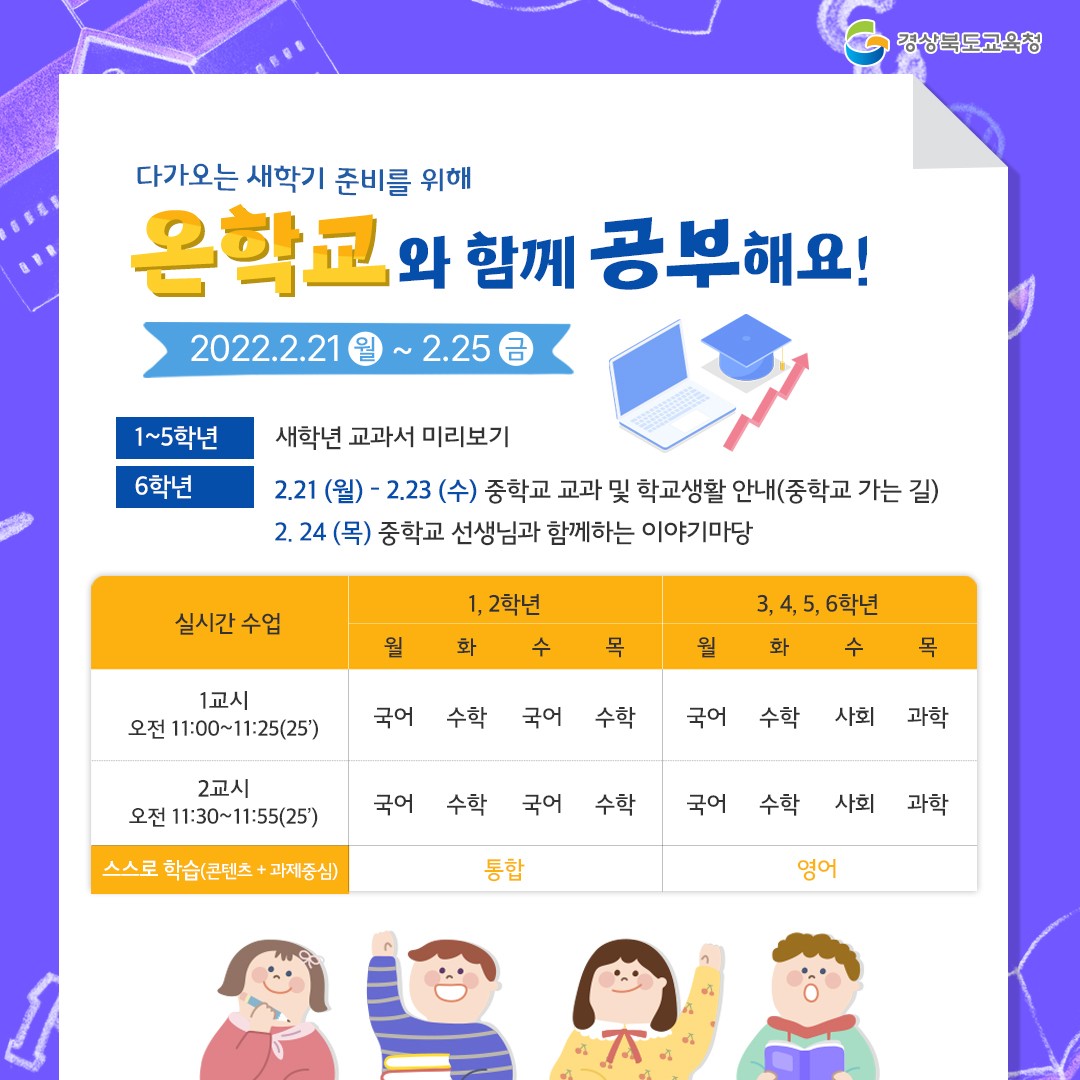 경상북도교육청
다가오는 새학기 준비를 위해
온학교와 함께 공부해요!
2022.2.21 월 ~ 2.25 금
1~5학년 새학년 교과서 미리보기
6학년 2.21 (월) - 2.23 (수) 중학교 교과 및 학교생활 안내(중학교 가는 길)
2. 24 (목) 중학교 선생님과 함께하는 이야기마당
실시간 수업 1, 2학년 3, 4, 5, 6학년
월 화 수 목 월 화 수 목
1교시
오전 11:00~11:25(25’)
국어 수학 국어 수학 국어 수학 사회 과학
2교시
오전 11:30~11:55(25’)
국어 수학 국어 수학 국어 수학 사회 과학
스스로 학습(콘텐츠 + 과제중심) 통합 영어